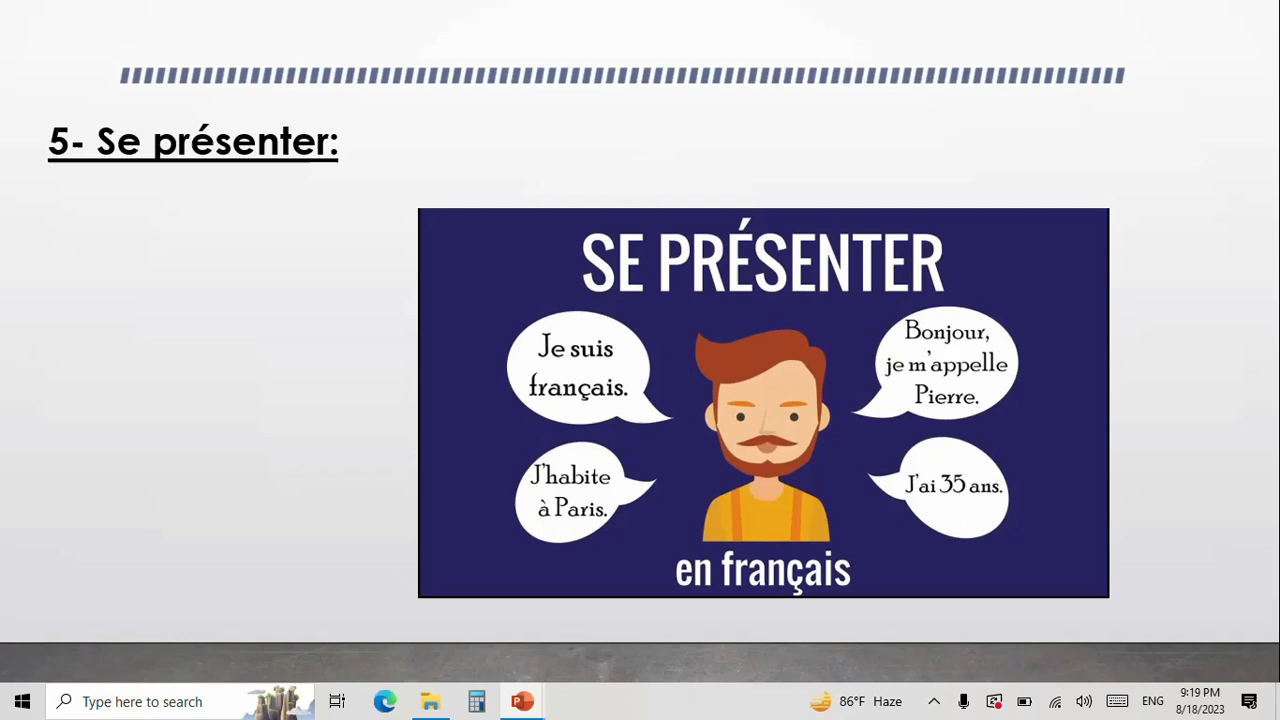 5- Se présenter:
SE PRÉSENTER
Je suis
français.
Bonjour,
je m'appelle
Pierre.
J'habite
à Paris.
J'ai 35 ans.
en français
Type here to search
86°F Haze
ENG
9:19 PM
8/18/2023